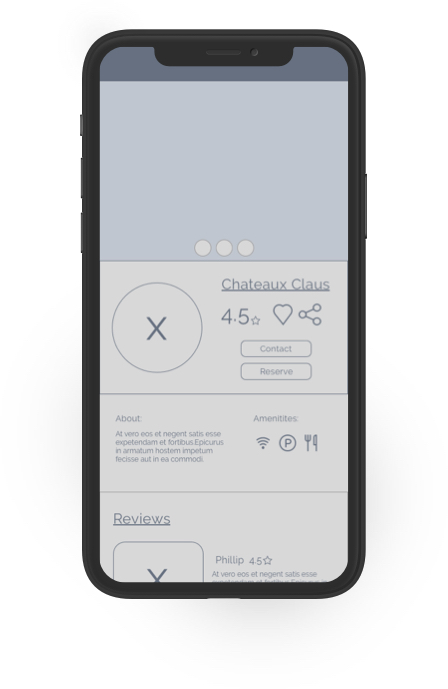 Chateaux Claus
X
4.5
Contact
Reserve
About:
Amenitites:
At vero eos et negent satis esse
expetendam et fortibus.Epicurus
in armatum hostem impetum
fecisse aut in ea commodi.
P
Reviews
X
Phillip 4.5
At vero eos et negent satis esse